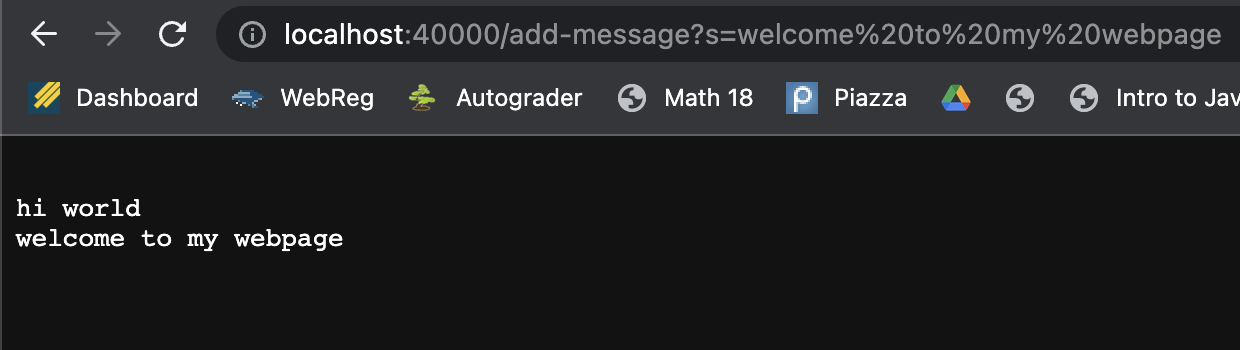 localhost:40000/add-message?s=welcome%20to%20my%20webpage
Dashboard WebReg Autograder Math 18 Piazza Intro to Jav
hi world
welcome to my webpage